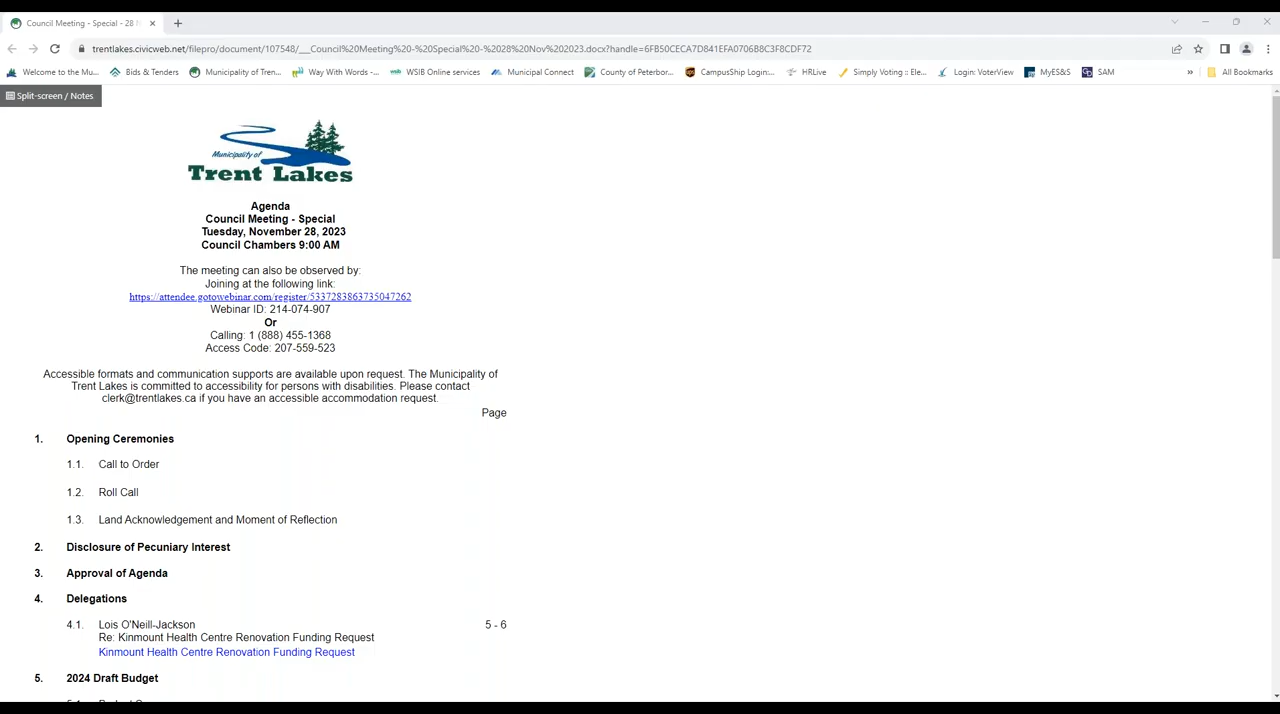 Council Meeting - Special - 28 N
trentlakes.civicweb.net/filepro/document/107548/___Council%20Meeting%20-%20Special%20-%2028%20Nov%202023.docx?handle=6FB50CECA7D841EFA0706B8C3F8CDF72
Welcome to the Mu... Bids & Tenders Municipality of Tren... Way With Words -... WSIB Online services Municipal Connect County of Peterbor... CampusShip Login:... HRLive Simply Voting :: Ele... Login: VoterView MyES&S SAM » All Bookmarks
Split-screen / Notes
Municipality of
Trent Lakes
Agenda
Council Meeting - Special
Tuesday, November 28, 2023
Council Chambers 9:00 AM
The meeting can also be observed by:
Joining at the following link:
https://attendee.gotowebinar.com/register/5337283863735047262
Webinar ID: 214-074-907
Or
Calling: 1 (888) 455-1368
Access Code: 207-559-523
Accessible formats and communication supports are available upon request. The Municipality of
Trent Lakes is committed to accessibility for persons with disabilities. Please contact
clerk@trentlakes.ca if you have an accessible accommodation request.
Page
1. Opening Ceremonies
1.1. Call to Order
1.2. Roll Call
1.3. Land Acknowledgement and Moment of Reflection
2. Disclosure of Pecuniary Interest
3. Approval of Agenda
4. Delegations
4.1. Lois O'Neill-Jackson 5 - 6
Re: Kinmount Health Centre Renovation Funding Request
Kinmount Health Centre Renovation Funding Request
5. 2024 Draft Budget